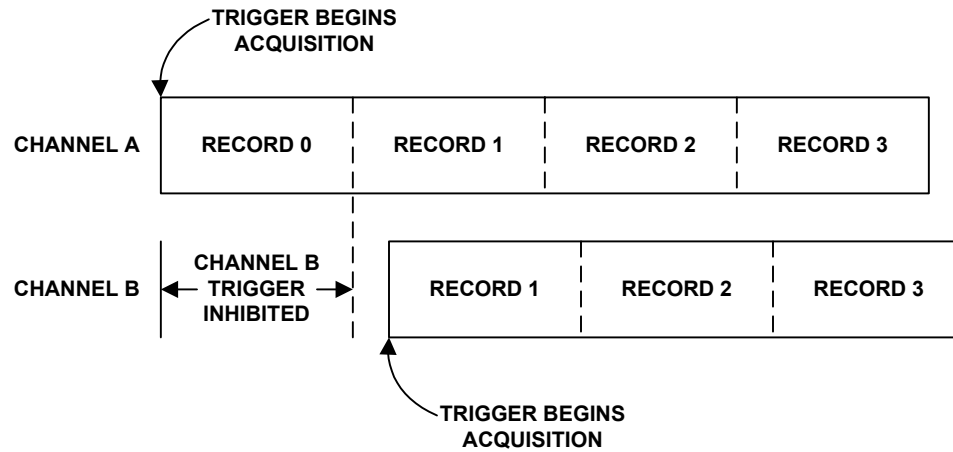 TRIGGER BEGINS
ACQUISITION
CHANNEL A
RECORD 0
RECORD 1
RECORD 2
RECORD 3
CHANNEL B
CHANNEL B
TRIGGER
INHIBITED
RECORD 1
RECORD 2
RECORD 3
TRIGGER BEGINS
ACQUISITION